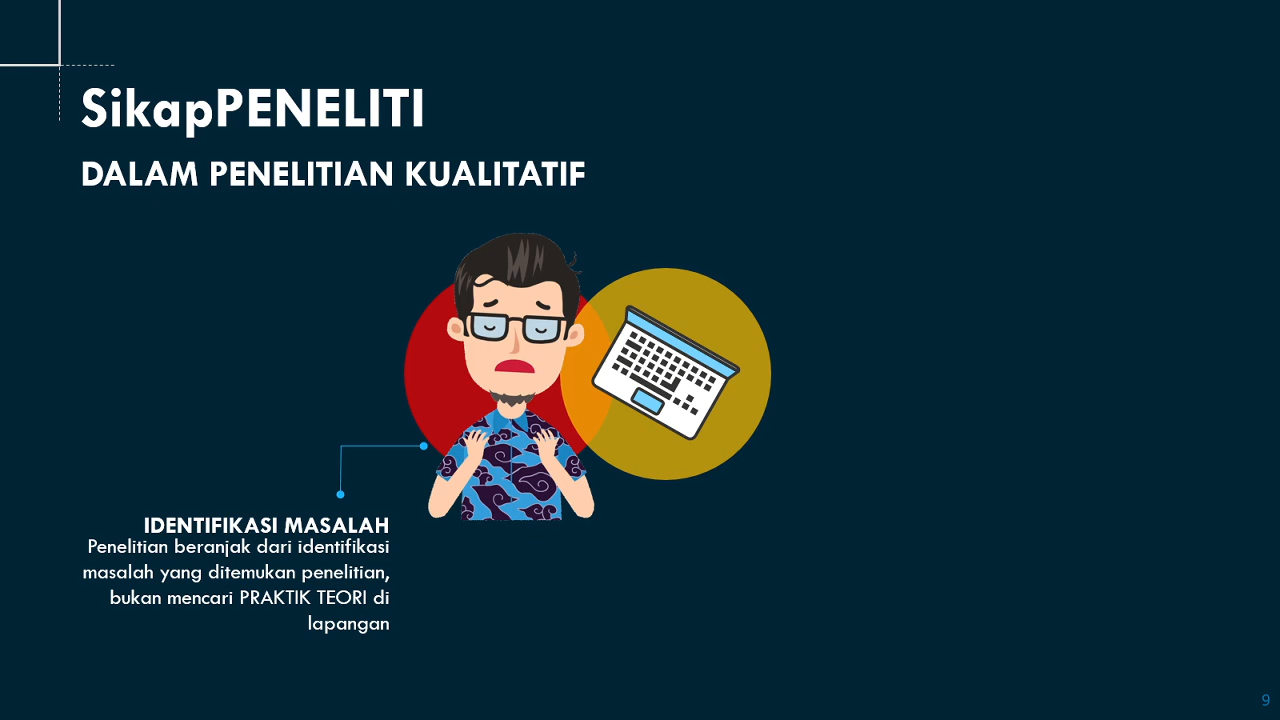 SikapPENELITI
DALAM PENELITIAN KUALITATIF
IDENTIFIKASI MASALAH
Penelitian beranjak dari identifikasi
masalah yang ditemukan penelitian,
bukan mencari PRAKTIK TEORI di
lapangan
9